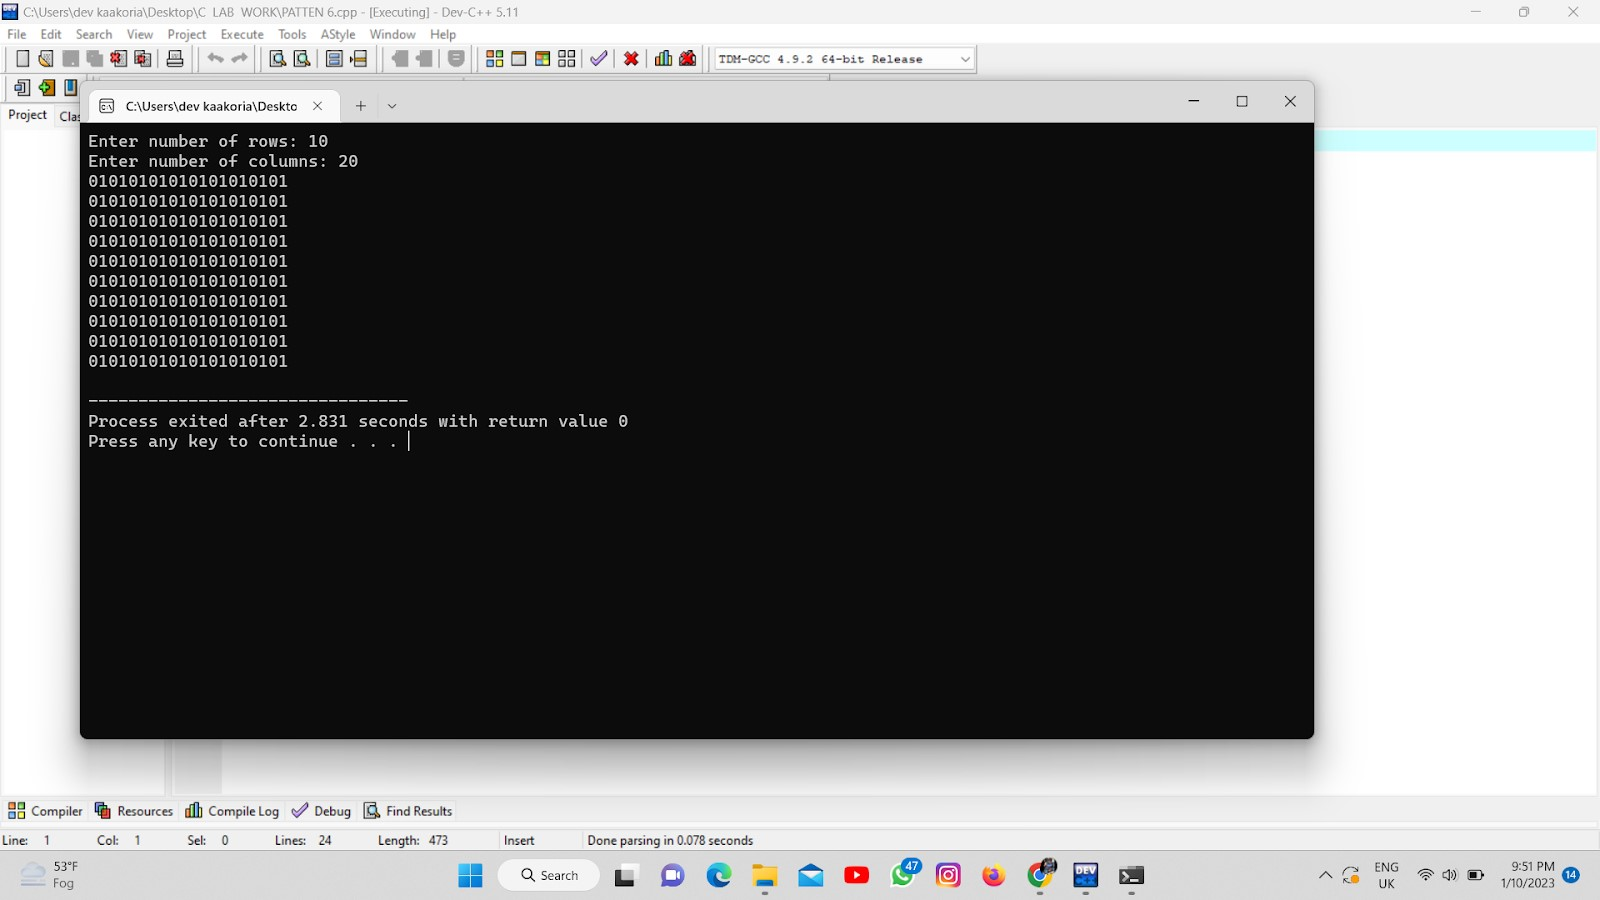 C:\Users\dev kaakoria\Desktop\C LAB WORK\PATTEN 6.cpp - [Executing] - Dev-C++ 5.11
File Edit Search View Project Execute Tools AStyle Window Help
TDM-GCC 4.9.2 64-bit Release
Project Clas
C:\Users\dev kaakoria\Deskto
Enter number of rows: 10
Enter number of columns: 20
01010101010101010101
01010101010101010101
01010101010101010101
01010101010101010101
01010101010101010101
01010101010101010101
01010101010101010101
01010101010101010101
01010101010101010101
01010101010101010101
--------------------------------
Process exited after 2.831 seconds with return value 0
Press any key to continue . . .
Compiler Resources Compile Log Debug Find Results
Line: 1 Col: 1 Sel: 0 Lines: 24 Length: 473 Insert Done parsing in 0.078 seconds
53°F
Fog
Search
47
DEV
ENG
UK
9:51 PM
1/10/2023
14